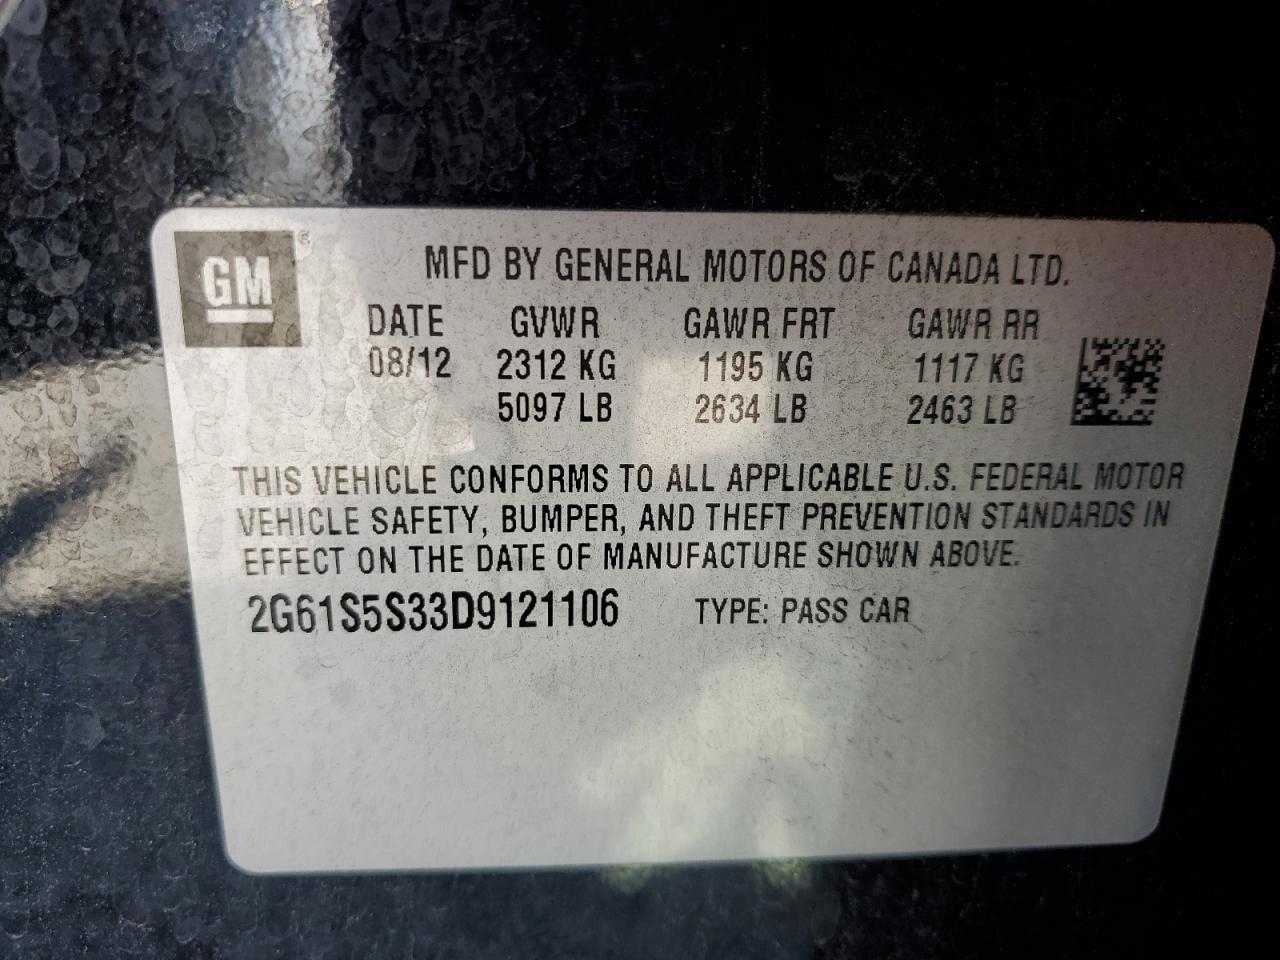 GM®
MFD BY GENERAL MOTORS OF CANADA LTD.
DATE GVWR GAWR FRT GAWR RR
08/12 2312 KG 1195 KG 1117 KG
5097 LB 2634 LB 2463 LB
THIS VEHICLE CONFORMS TO ALL APPLICABLE U.S. FEDERAL MOTOR
VEHICLE SAFETY, BUMPER, AND THEFT PREVENTION STANDARDS IN
EFFECT ON THE DATE OF MANUFACTURE SHOWN ABOVE.
2G61S5S33D9121106 TYPE: PASS CAR